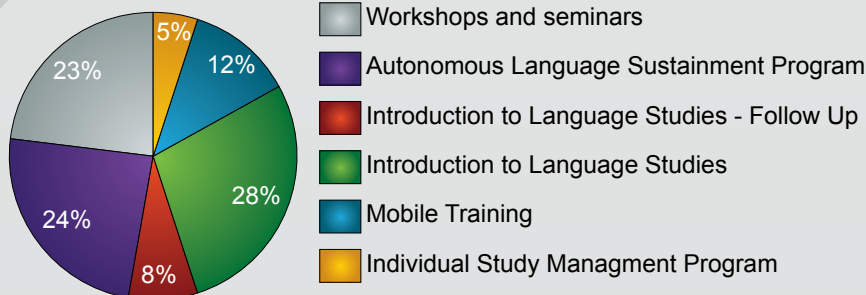 5%
12%
23%
28%
24%
8%
Workshops and seminars
Autonomous Language Sustainment Program
Introduction to Language Studies - Follow Up
Introduction to Language Studies
Mobile Training
Individual Study Managment Program